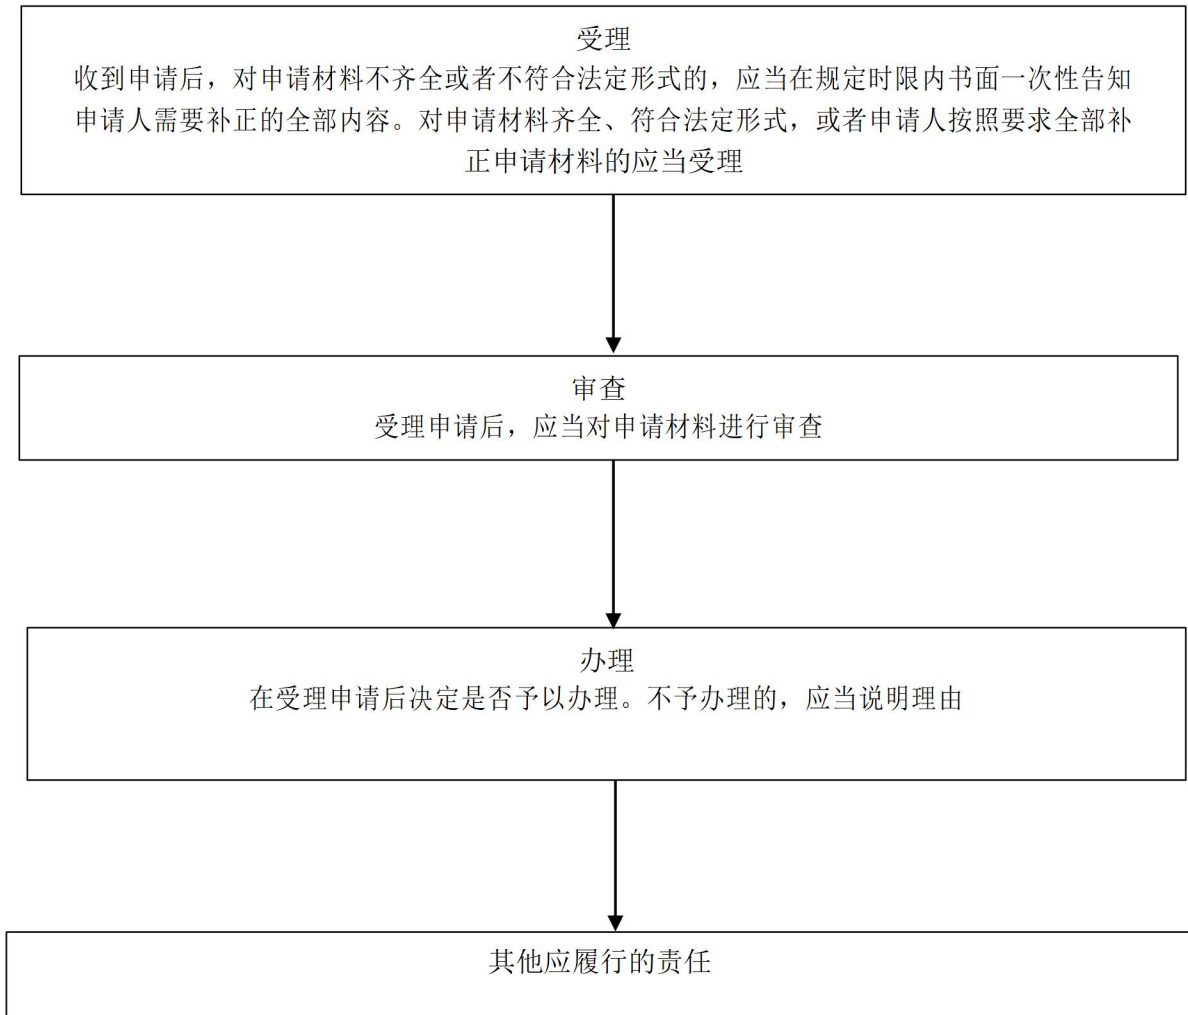 受理
收到申请后，对申请材料不齐全或者不符合法定形式的，应当在规定时限内书面一次性告知
申请人需要补正的全部内容。对申请材料齐全、符合法定形式，或者申请人按照要求全部补
正申请材料的应当受理
审查
受理申请后，应当对申请材料进行审查
办理
在受理申请后决定是否予以办理。不予办理的，应当说明理由
其他应履行的责任